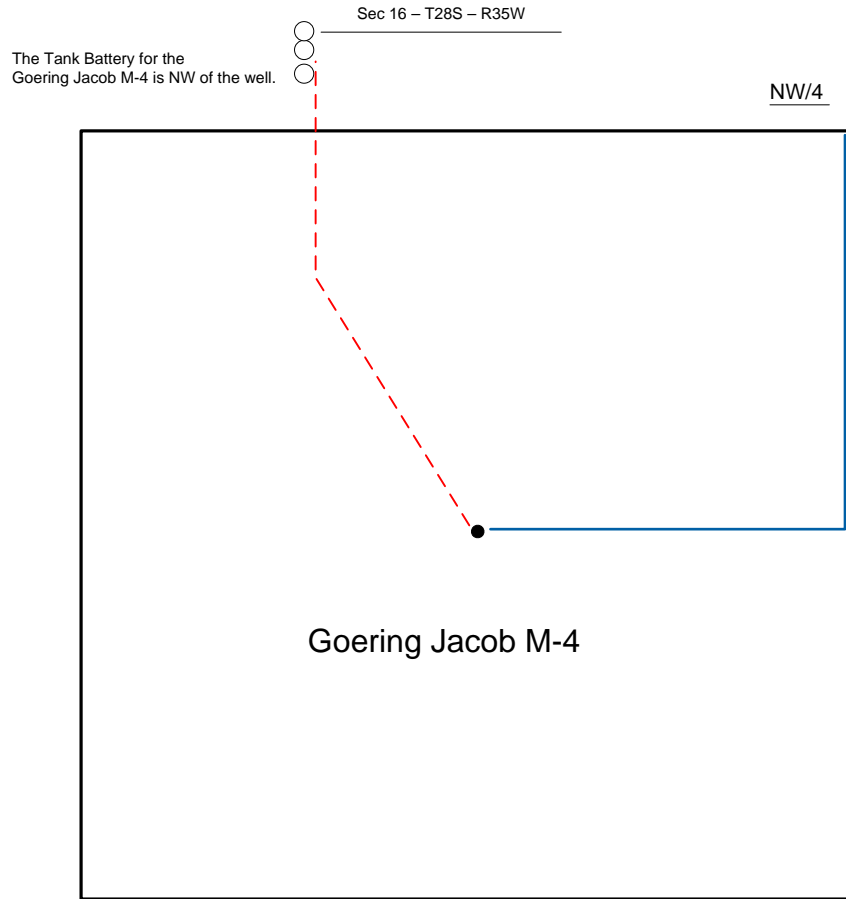 Sec 16 – T28S – R35W
The Tank Battery for the
Goering Jacob M-4 is NW of the well.
NW/4
Goering Jacob M-4